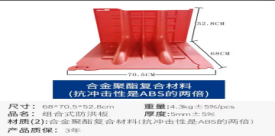 52.8CM
68CM
70.5CM
合金聚酯复合材料
(抗冲击性是ABS的两倍)
尺寸: 68*70.5*52.8cm
重量:4.3kg±5%/pcs
品名: 组合式防洪板
厚度:5mm±5%
材质:合金聚酯复合材料(抗冲击性是ABS的两倍)
产品质保: 3年